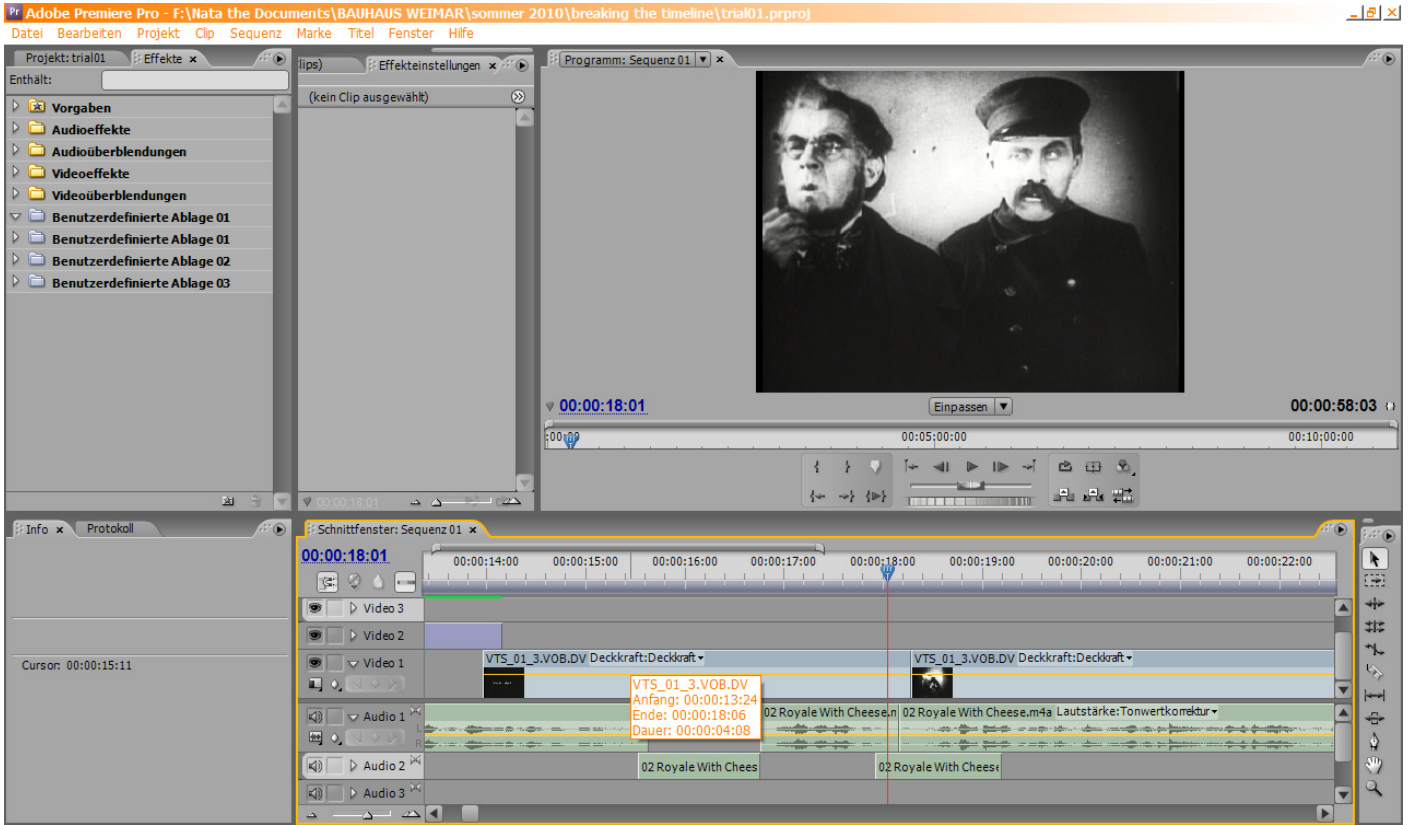 Adobe Premiere Pro - F:\Nata the Documents\BAUHAUS WEIMAR\sommer 2010\breaking the timeline\trial01.prproj
Datei Bearbeiten Projekt Clip Sequenz Marke Titel Fenster Hilfe
Projekt: trial01 Effekte
Enthält:
Vorgaben
Audioeffekte
Audioüberblendungen
Videoeffekte
Videoüberblendungen
Benutzerdefinierte Ablage 01
Benutzerdefinierte Ablage 01
Benutzerdefinierte Ablage 02
Benutzerdefinierte Ablage 03
lips) Effekteinstellungen
(kein Clip ausgewählt)
00:00:18:01
Programm: Sequenz 01
00:00:18:01 Einpassen 00:00:58:03
;00;00 00;05;00;00 00;10;00;00
Info Protokoll
Cursor: 00:00:15:11
Schnittfenster: Sequenz 01
00:00:18:01
00:00:14:00 00:00:15:00 00:00:16:00 00:00:17:00 00:00:18:00 00:00:19:00 00:00:20:00 00:00:21:00 00:00:22:00
Video 3
Video 2
Video 1
VTS_01_3.VOB.DV Deckkraft:Deckkraft VTS_01_3.VOB.DV Deckkraft:Deckkraft
VTS_01_3.VOB.DV
Anfang: 00:00:13:24
Ende: 00:00:18:06
Dauer: 00:00:04:08
Audio 1 02 Royale With Cheese.n 02 Royale With Cheese.m4a Lautstärke:Tonwertkorrektur
L
R
Audio 2 02 Royale With Chees 02 Royale With Cheese
Audio 3